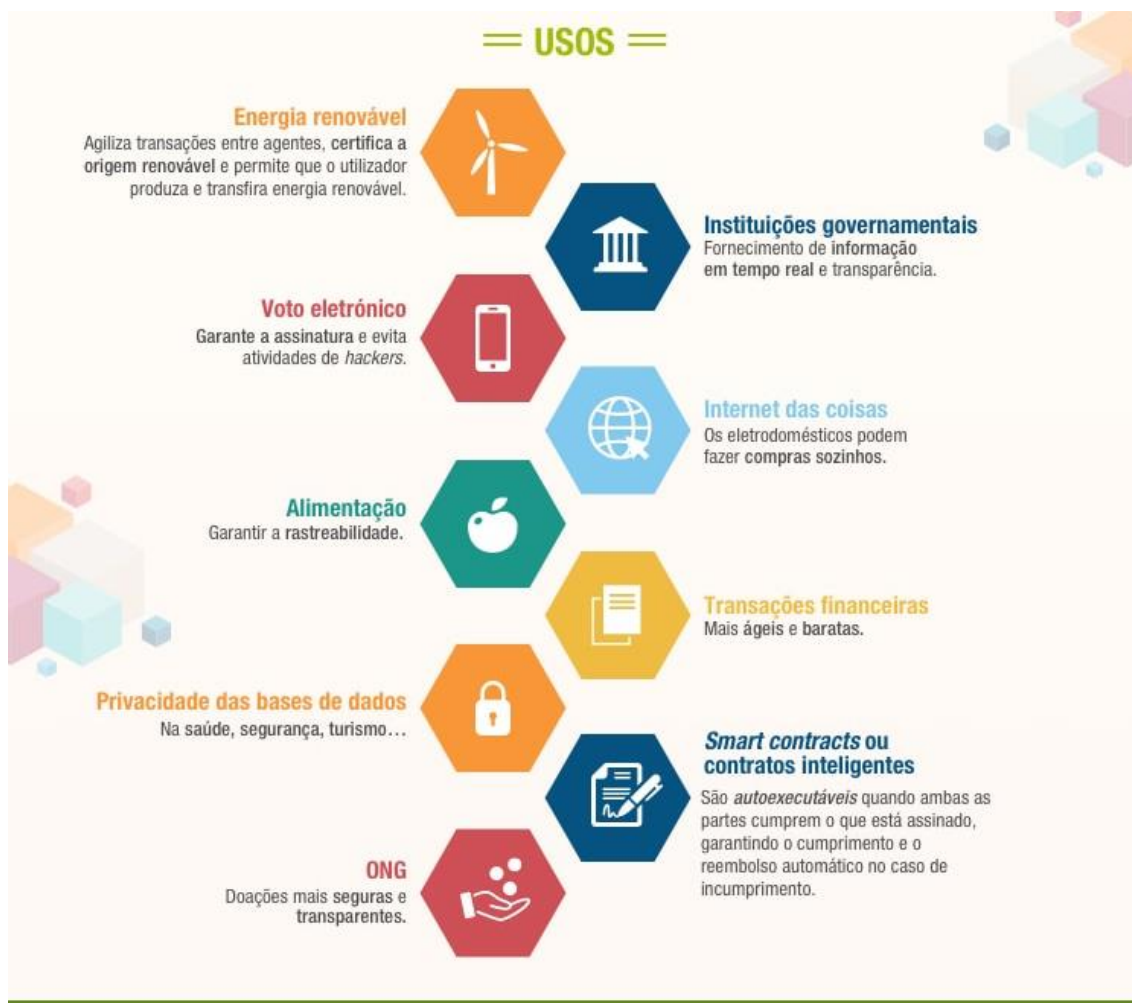 USOS
Energia renovável
Agiliza transações entre agentes, certifica a
origem renovável e permite que o utilizador
produza e transfira energia renovável.
Instituições governamentais
Fornecimento de informação
em tempo real e transparência.
Voto eletrónico
Garante a assinatura e evita
atividades de hackers.
Internet das coisas
Os eletrodomésticos podem
fazer compras sozinhos.
Alimentação
Garantir a rastreabilidade.
Transações financeiras
Mais ágeis e baratas.
Privacidade das bases de dados
Na saúde, segurança, turismo…
Smart contracts ou
contratos inteligentes
São autoexecutáveis quando ambas as
partes cumprem o que está assinado,
garantindo o cumprimento e o
reembolso automático no caso de
incumprimento.
ONG
Doações mais seguras e
transparentes.